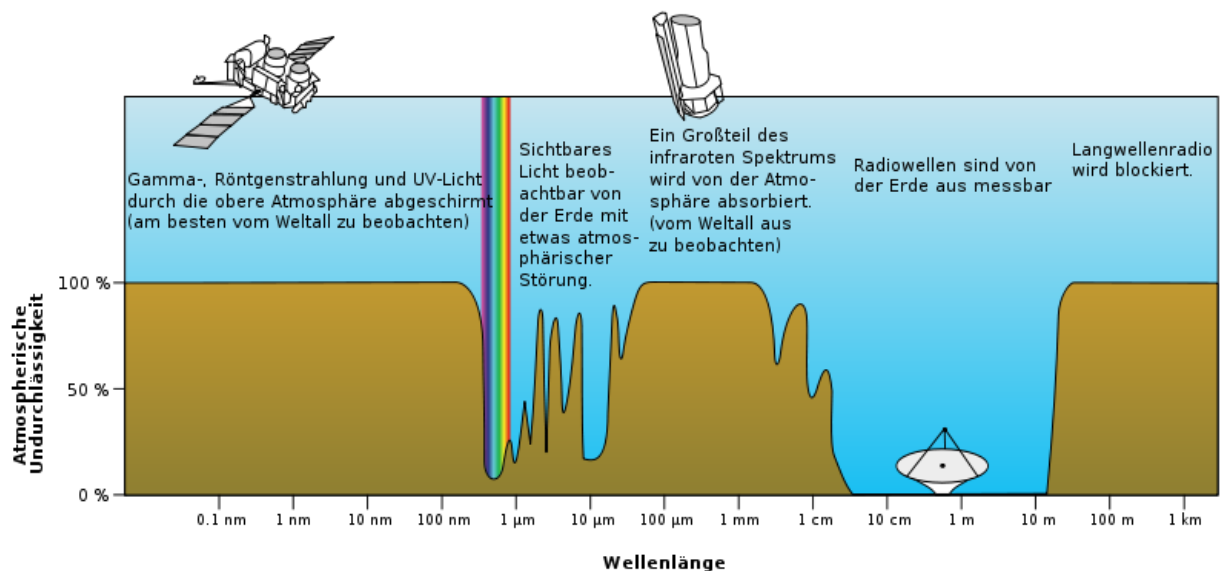 Gamma-, Röntgenstrahlung und UV-Licht
durch die obere Atmosphäre abgeschirmt
(am besten vom Weltall zu beobachten)
Sichtbares
Licht beob-
achtbar von
der Erde mit
etwas atmos-
phärischer
Störung.
Ein Großteil des
infraroten Spektrums
wird von der Atmo-
sphäre absorbiert.
(vom Weltall aus
zu beobachten)
Radiowellen sind von
der Erde aus messbar
Langwellenradio
wird blockiert.
Atmospherische
Undurchlässigkeit
100 %
50 %
0 %
0.1 nm
1 nm
10 nm
100 nm
1 µm
10 µm
100 µm
1 mm
1 cm
10 cm
1 m
10 m
100 m
1 km
Wellenlänge